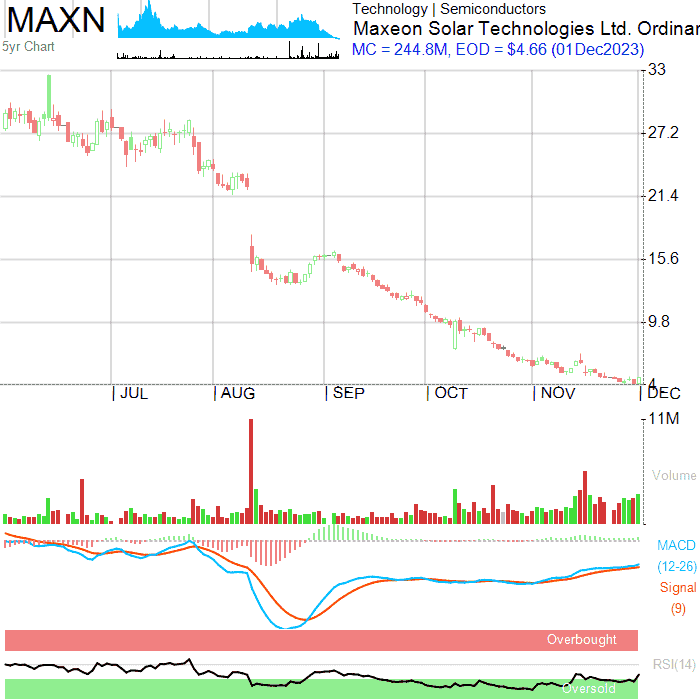 MAXN
5yr Chart
Technology | Semiconductors
Maxeon Solar Technologies Ltd. Ordinar
MC = 244.8M, EOD = $4.66 (01Dec2023)
33
27.2
21.4
15.6
9.8
4
JUL AUG SEP OCT NOV DEC
11M
Volume
MACD
(12-26)
Signal
(9)
Overbought
RSI(14)
Oversold